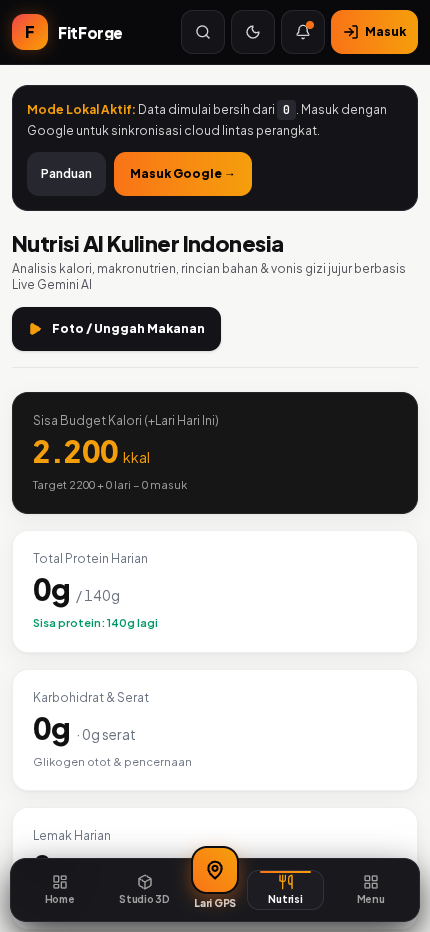 F FitForge Masuk
Mode Lokal Aktif: Data dimulai bersih dari 0. Masuk dengan
Google untuk sinkronisasi cloud lintas perangkat.
Panduan Masuk Google →
Nutrisi AI Kuliner Indonesia
Analisis kalori, makronutrien, rincian bahan & vonis gizi jujur berbasis
Live Gemini AI
Foto / Unggah Makanan
Sisa Budget Kalori (+Lari Hari Ini)
2.200 kkal
Target 2200 + 0 lari − 0 masuk
Total Protein Harian
0g / 140g
Sisa protein: 140g lagi
Karbohidrat & Serat
0g · 0g serat
Glikogen otot & pencernaan
Lemak Harian
Home Studio 3D Lari GPS Nutrisi Menu